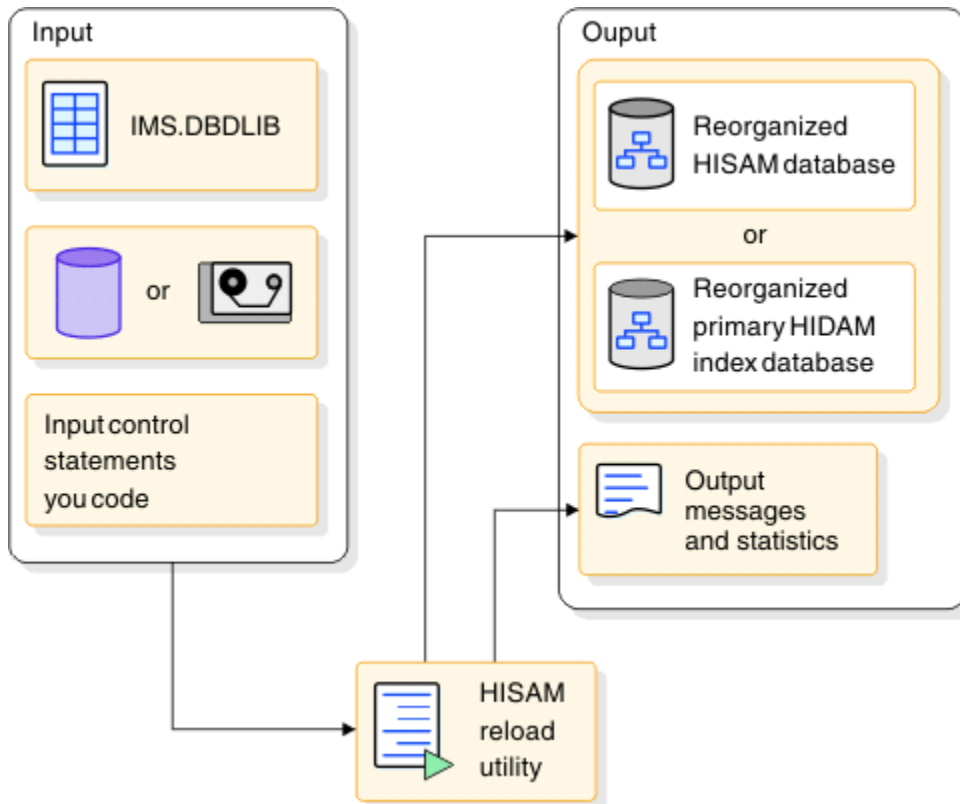 Input
IMS.DBDLIB
or
Input control
statements
you code
Ouput
Reorganized
HISAM database
or
Reorganized
primary HIDAM
index database
Output
messages
and statistics
HISAM
reload
utility